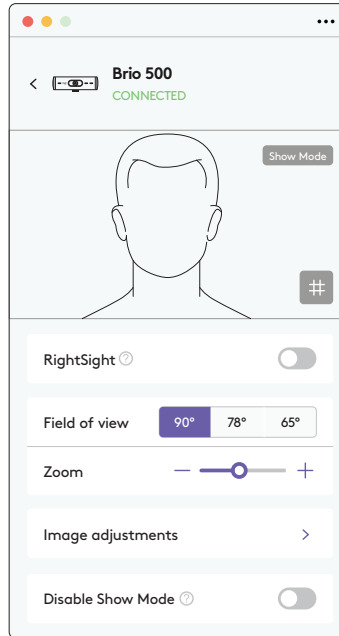 Brio 500
CONNECTED
Show Mode
RightSight
Field of view 90° 78° 65°
Zoom
Image adjustments
Disable Show Mode